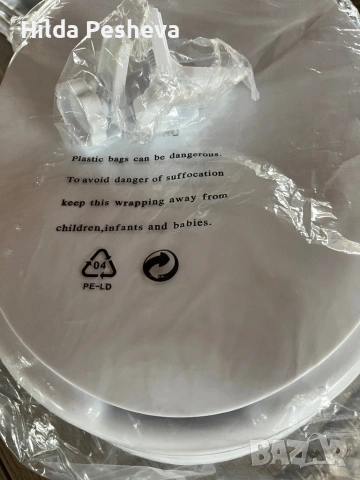 Hilda Pesheva
Plastic bags can be dangerous.
To avoid danger of suffocation
keep this wrapping away from
children,infants and babies.
04
PE-LD
BAZAR